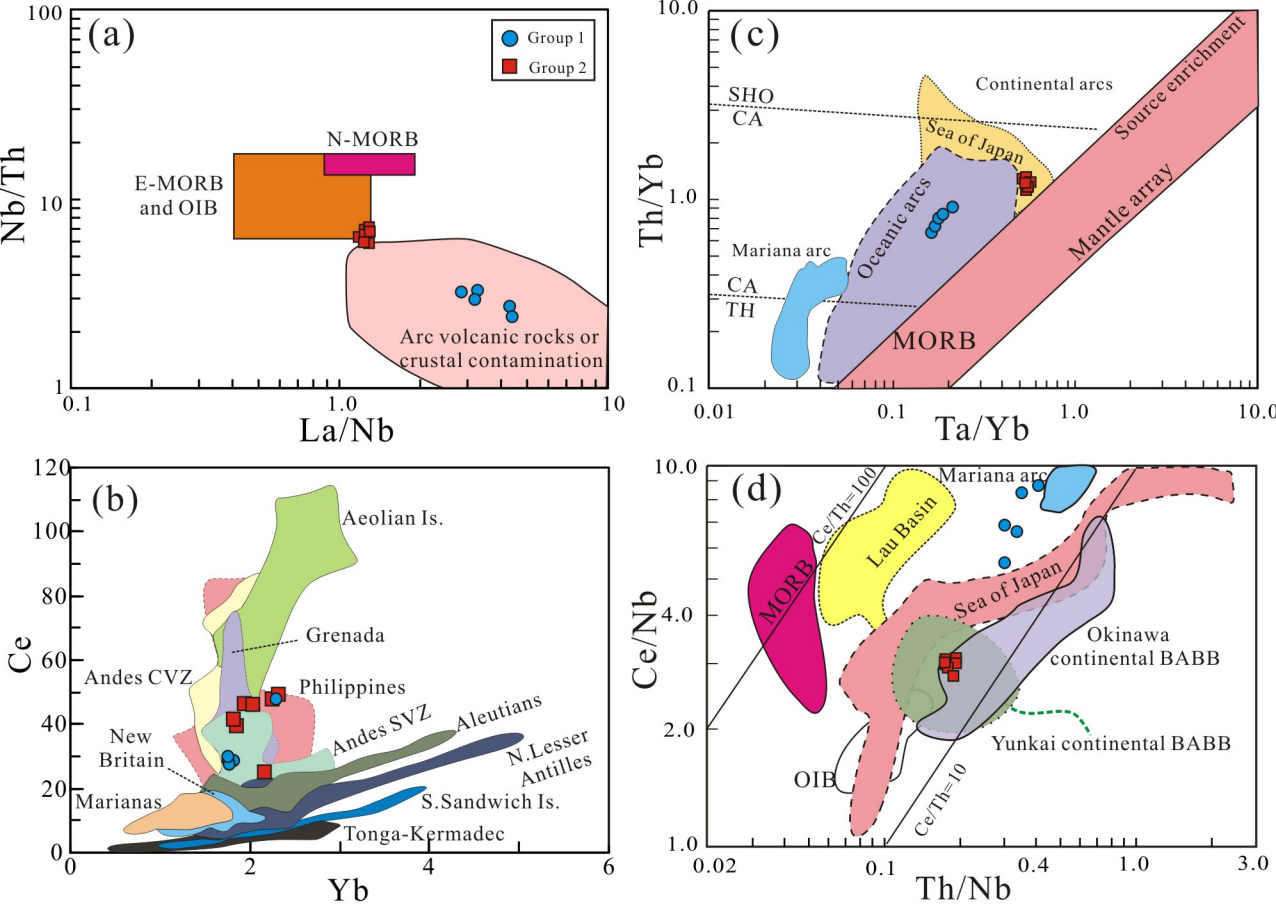 (a)
100
10
1
0.1
1.0
10
Nb/Th
La/Nb
Group 1
Group 2
N-MORB
E-MORB
and OIB
Arc volcanic rocks or
crustal contamination
(c)
10.0
1.0
0.1
0.01
0.1
1.0
10.0
Th/Yb
Ta/Yb
SHO
CA
Continental arcs
Source enrichment
Sea of Japan
Oceanic arcs
Mantle array
Mariana arc
CA
TH
MORB
(b)
120
100
80
60
40
20
0
0
2
4
6
Ce
Yb
Aeolian Is.
Grenada
Andes CVZ
Philippines
New
Britain
Andes SVZ
Aleutians
N.Lesser
Antilles
Marianas
S.Sandwich Is.
Tonga-Kermadec
(d)
10.0
4.0
2.0
1.0
0.02
0.1
0.4
1.0
3.0
Ce/Nb
Th/Nb
Mariana arc
Ce/Th=100
Lau Basin
MORB
Sea of Japan
Okinawa
continental BABB
Yunkai continental BABB
OIB
Ce/Th=10